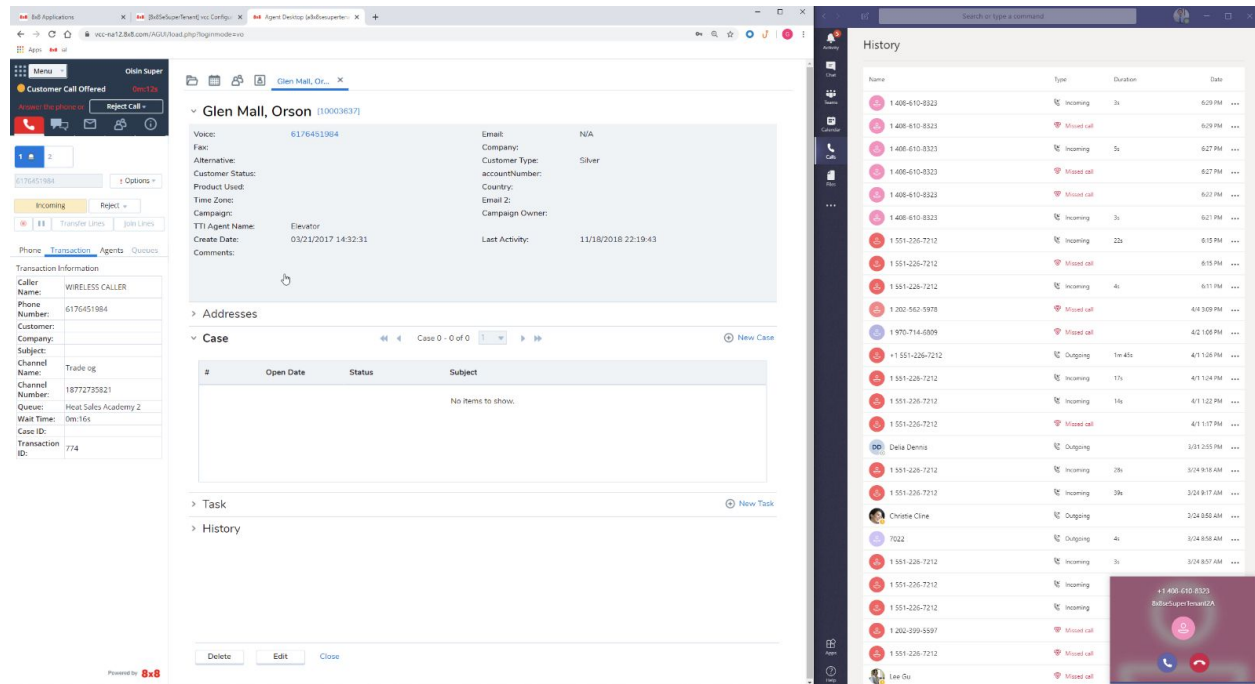 8x8 Applications
Agent Desktop
vcc-na12.8x8.com/AGUI/load.php?loginmode=vo
Apps
Menu
Oisin Super
Customer Call Offered
0m:12s
Answer the phone or
Reject Call
1
2
6176451984
Options
Incoming
Reject
Transfer Lines
Join Lines
Phone Transaction Agents Queues
Transaction Information
Caller Name: WIRELESS CALLER
Phone Number: 6176451984
Customer:
Company:
Subject:
Channel Name: Trade og
Channel Number: 18772735821
Queue: Heat Sales Academy 2
Wait Time: 0m:16s
Case ID:
Transaction ID: 774
Powered by 8x8
Glen Mall, Or...
Glen Mall, Orson [10003637]
Voice: 6176451984 Email: N/A
Fax: Company:
Alternative: Customer Type: Silver
Customer Status: accountNumber:
Product Used: Country:
Time Zone: Email 2:
Campaign: Campaign Owner:
TTI Agent Name: Elevator
Create Date: 03/21/2017 14:32:31 Last Activity: 11/18/2018 22:19:43
Comments:
Addresses
Case
Case 0 - 0 of 0
1
New Case
# Open Date Status Subject
No items to show.
Task
New Task
History
Delete Edit Close
Search or type a command
Activity
Chat
Teams
Calendar
Calls
Files
Apps
Help
History
Name Type Duration Date
1 408-610-8323 Incoming 3s 6:29 PM
1 408-610-8323 Missed call 6:29 PM
1 408-610-8323 Incoming 5s 6:27 PM
1 408-610-8323 Missed call 6:27 PM
1 408-610-8323 Missed call 6:22 PM
1 408-610-8323 Incoming 3s 6:21 PM
1 551-226-7212 Incoming 22s 6:15 PM
1 551-226-7212 Missed call 6:15 PM
1 551-226-7212 Incoming 4s 6:11 PM
1 202-562-5978 Missed call 4/4 3:09 PM
1 970-714-6809 Missed call 4/2 1:06 PM
+1 551-226-7212 Outgoing 1m 45s 4/1 1:26 PM
1 551-226-7212 Incoming 17s 4/1 1:24 PM
1 551-226-7212 Incoming 14s 4/1 1:22 PM
1 551-226-7212 Missed call 4/1 1:17 PM
DD Delia Dennis Outgoing 3/31 2:55 PM
1 551-226-7212 Incoming 28s 3/24 9:18 AM
1 551-226-7212 Incoming 39s 3/24 9:17 AM
Christie Cline Outgoing 3/24 8:58 AM
7022 Outgoing 4s 3/24 8:58 AM
1 551-226-7212 Incoming 3s 3/24 8:57 AM
1 551-226-7212 Incoming
1 551-226-7212 Incoming
1 202-399-5597 Missed call
1 551-226-7212 Missed call
Lee Gu Missed call
+1 408-610-8323
8x8seSuperTenant2A